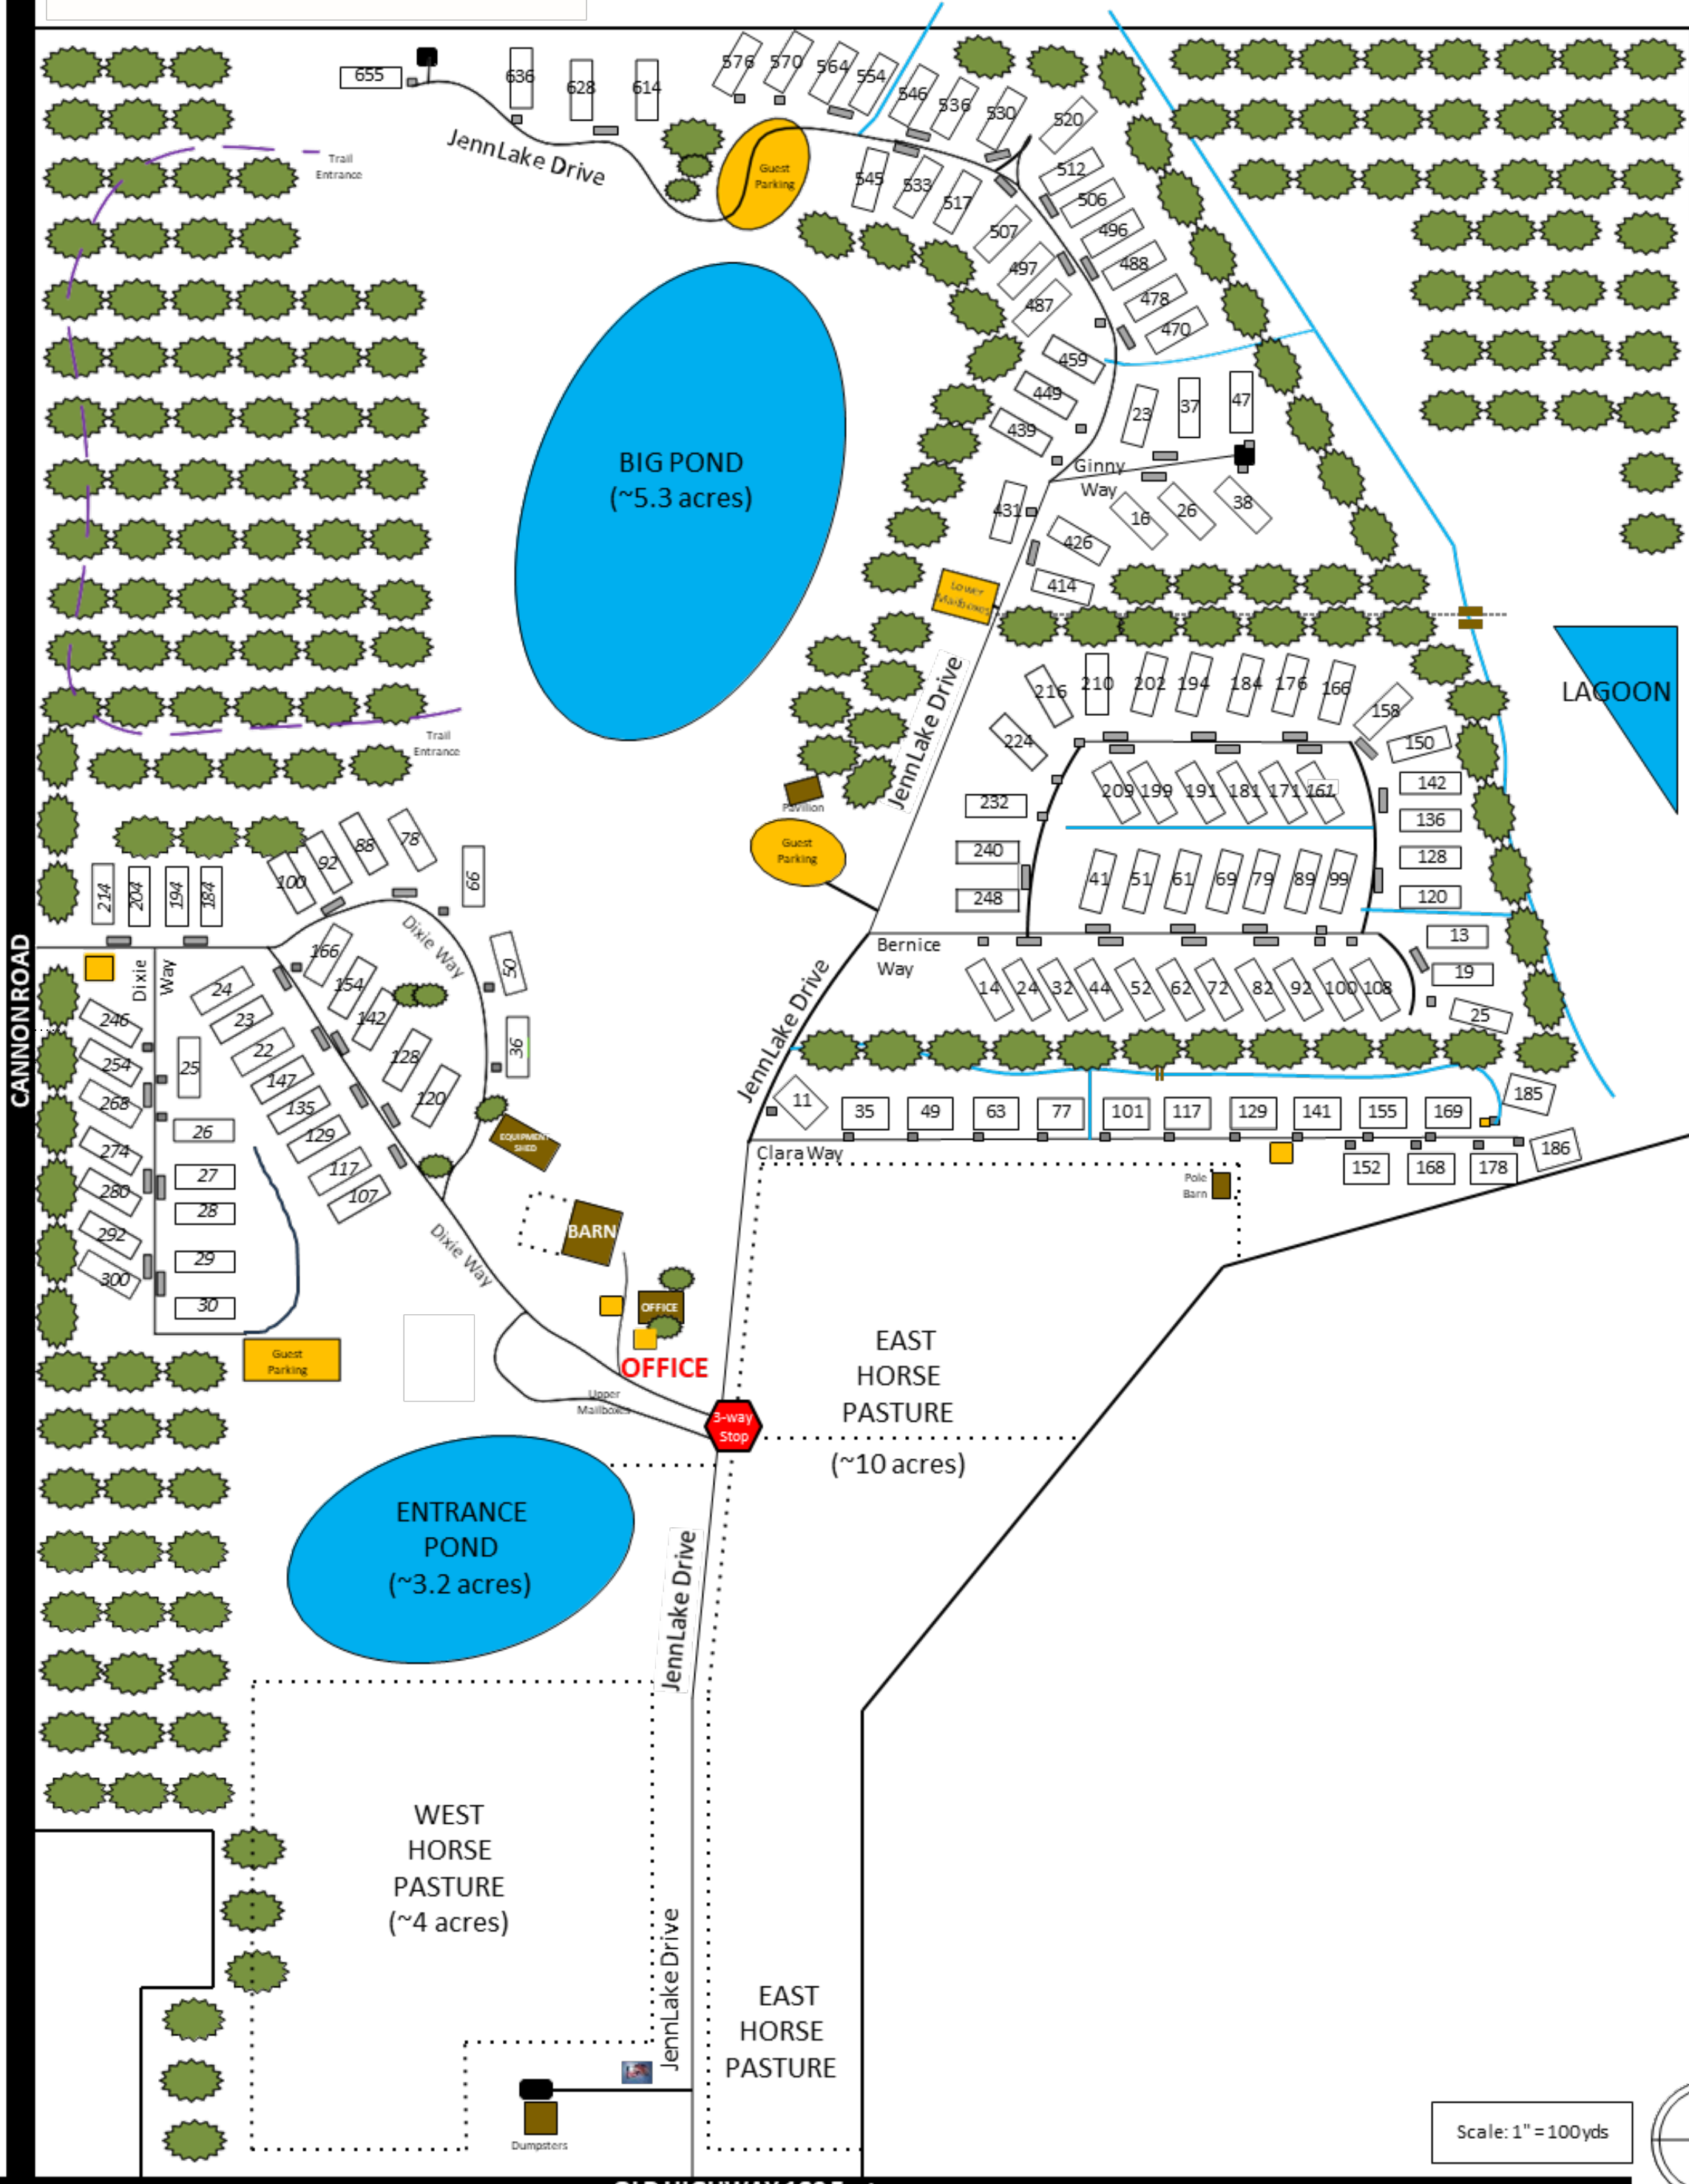 655
636
628
614
576
570
564
554
546
536
530
520
JennLake Drive
Trail
Entrance
Guest
Parking
545
533
517
512
506
507
496
497
488
487
478
470
459
449
439
23
37
47
Ginny
Way
431
16
26
38
426
414
BIG POND
(~5.3 acres)
Lower
Mailboxes
JennLake Drive
216
210
202
194
184
176
166
158
150
224
LAGOON
Trail
Entrance
Pavilion
232
209
199
191
181
171
161
142
136
Guest
Parking
240
248
41
51
61
69
79
89
99
128
120
100
92
88
78
66
214
204
194
184
Dixie Way
CANNON ROAD
Dixie
Way
166
154
142
128
120
50
36
Bernice
Way
13
19
25
14
24
32
44
52
62
72
82
92
100
108
JennLake Drive
24
23
22
147
135
129
117
107
246
254
268
274
280
292
300
25
26
27
28
29
30
EQUIPMENT
SHED
11
35
49
63
77
101
117
129
141
155
169
185
Clara Way
152
168
178
186
Pole
Barn
BARN
Dixie Way
OFFICE
OFFICE
Guest
Parking
Upper
Mailboxes
3-way
Stop
EAST
HORSE
PASTURE
(~10 acres)
ENTRANCE
POND
(~3.2 acres)
JennLake Drive
WEST
HORSE
PASTURE
(~4 acres)
JennLake Drive
EAST
HORSE
PASTURE
Dumpsters
Scale: 1" = 100yds